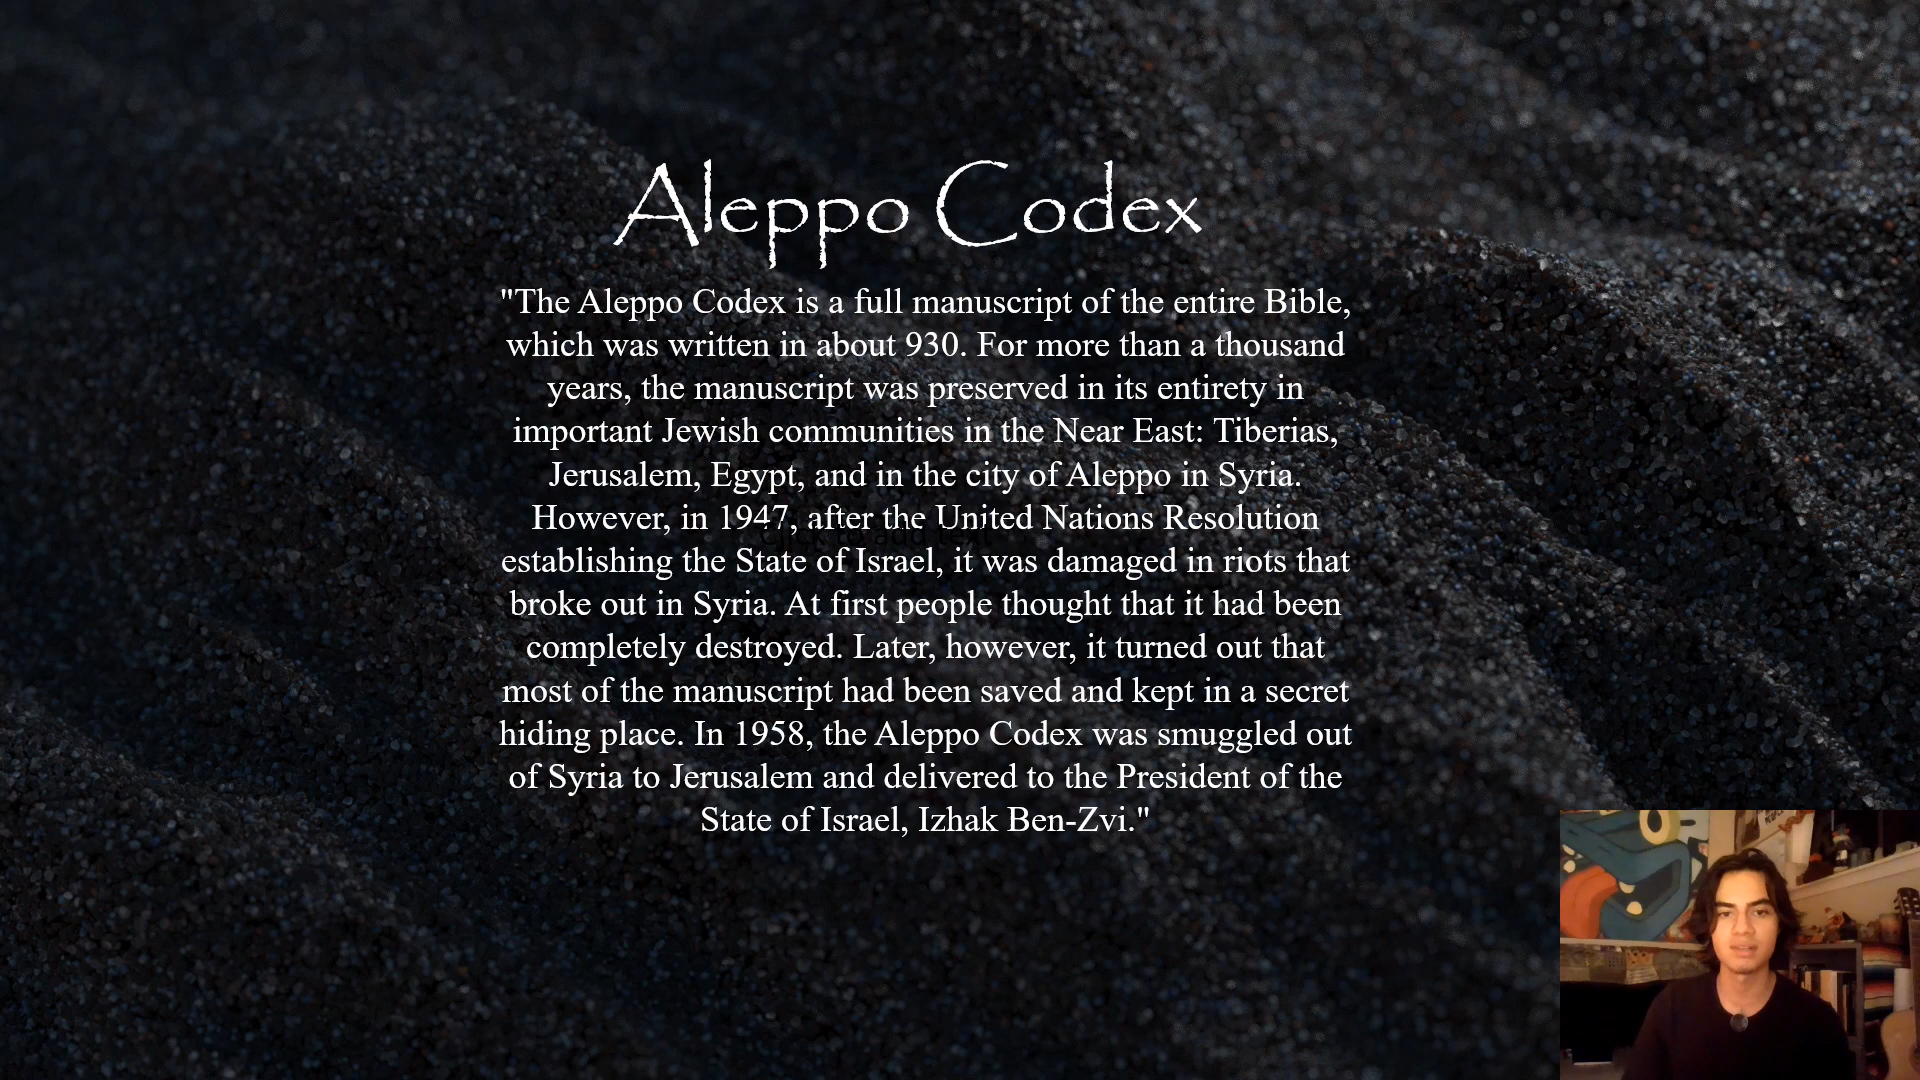 Aleppo Codex
"The Aleppo Codex is a full manuscript of the entire Bible,
which was written in about 930. For more than a thousand
years, the manuscript was preserved in its entirety in
important Jewish communities in the Near East: Tiberias,
Jerusalem, Egypt, and in the city of Aleppo in Syria.
However, in 1947, after the United Nations Resolution
Click to add text
establishing the State of Israel, it was damaged in riots that
broke out in Syria. At first people thought that it had been
completely destroyed. Later, however, it turned out that
most of the manuscript had been saved and kept in a secret
hiding place. In 1958, the Aleppo Codex was smuggled out
of Syria to Jerusalem and delivered to the President of the
State of Israel, Izhak Ben-Zvi."